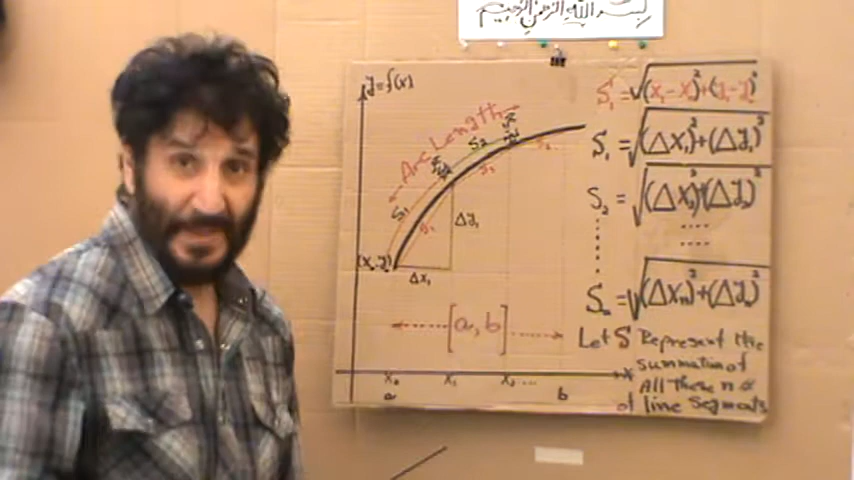 بسم الله الرحمن الرحيم
y=f(x)
S₁ = √(x₁-x₀)²+(y₁-y₀)²
Arc Length
S₁ = √(Δx₁)²+(Δy₁)²
S₂
S₁
S₂ = √(Δx₂)²+(Δy₂)²
S₁
S₂
Δy₁
(x₀,y₀)
Δx₁
Sₙ = √(Δxₙ)²+(Δyₙ)²
[a,b]
Let S Represent the
summation of
All these n #
of line Segments
x₀ x₁ x₂.... x
a b